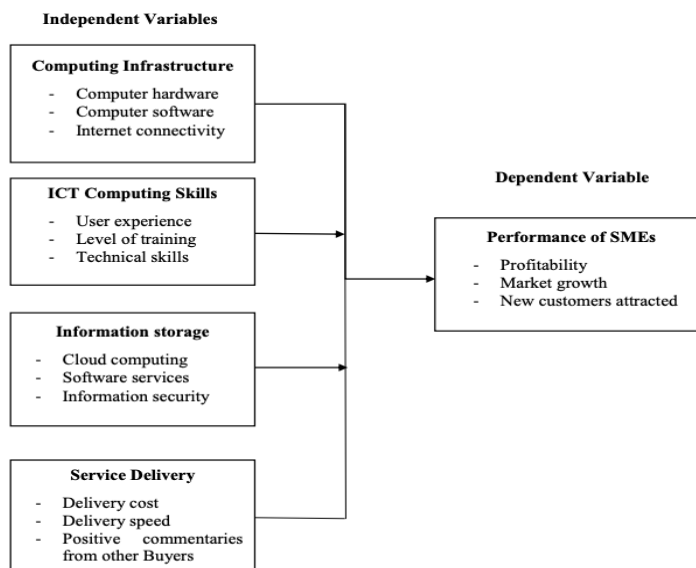 Independent Variables
Computing Infrastructure
- Computer hardware
- Computer software
- Internet connectivity
ICT Computing Skills
- User experience
- Level of training
- Technical skills
Information storage
- Cloud computing
- Software services
- Information security
Service Delivery
- Delivery cost
- Delivery speed
- Positive commentaries
from other Buyers
Dependent Variable
Performance of SMEs
- Profitability
- Market growth
- New customers attracted